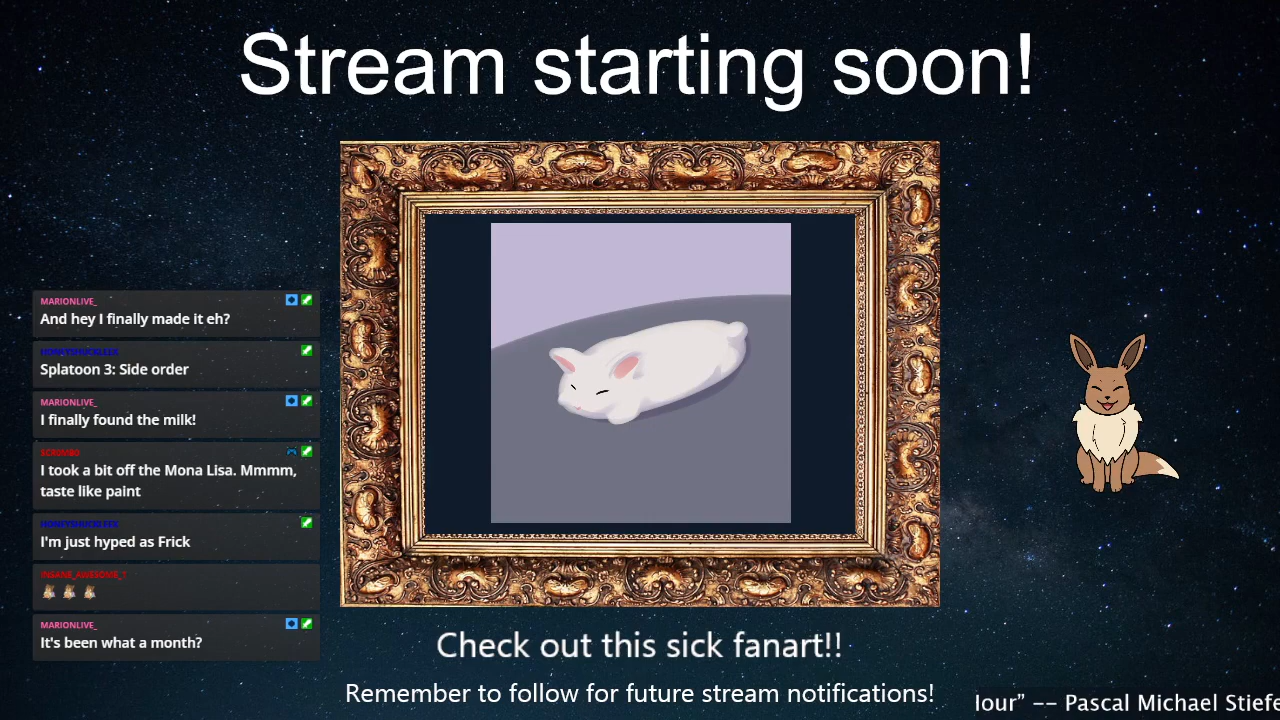 Stream starting soon!
MARIONLIVE_
And hey I finally made it eh?
Splatoon 3: Side order
MARIONLIVE_
I finally found the milk!
I took a bit off the Mona Lisa. Mmmm,
taste like paint
I'm just hyped as Frick
INSANE_AWESOME_T
MARIONLIVE_
It's been what a month?
Check out this sick fanart!!
Remember to follow for future stream notifications!
lour” -- Pascal Michael Stiefe